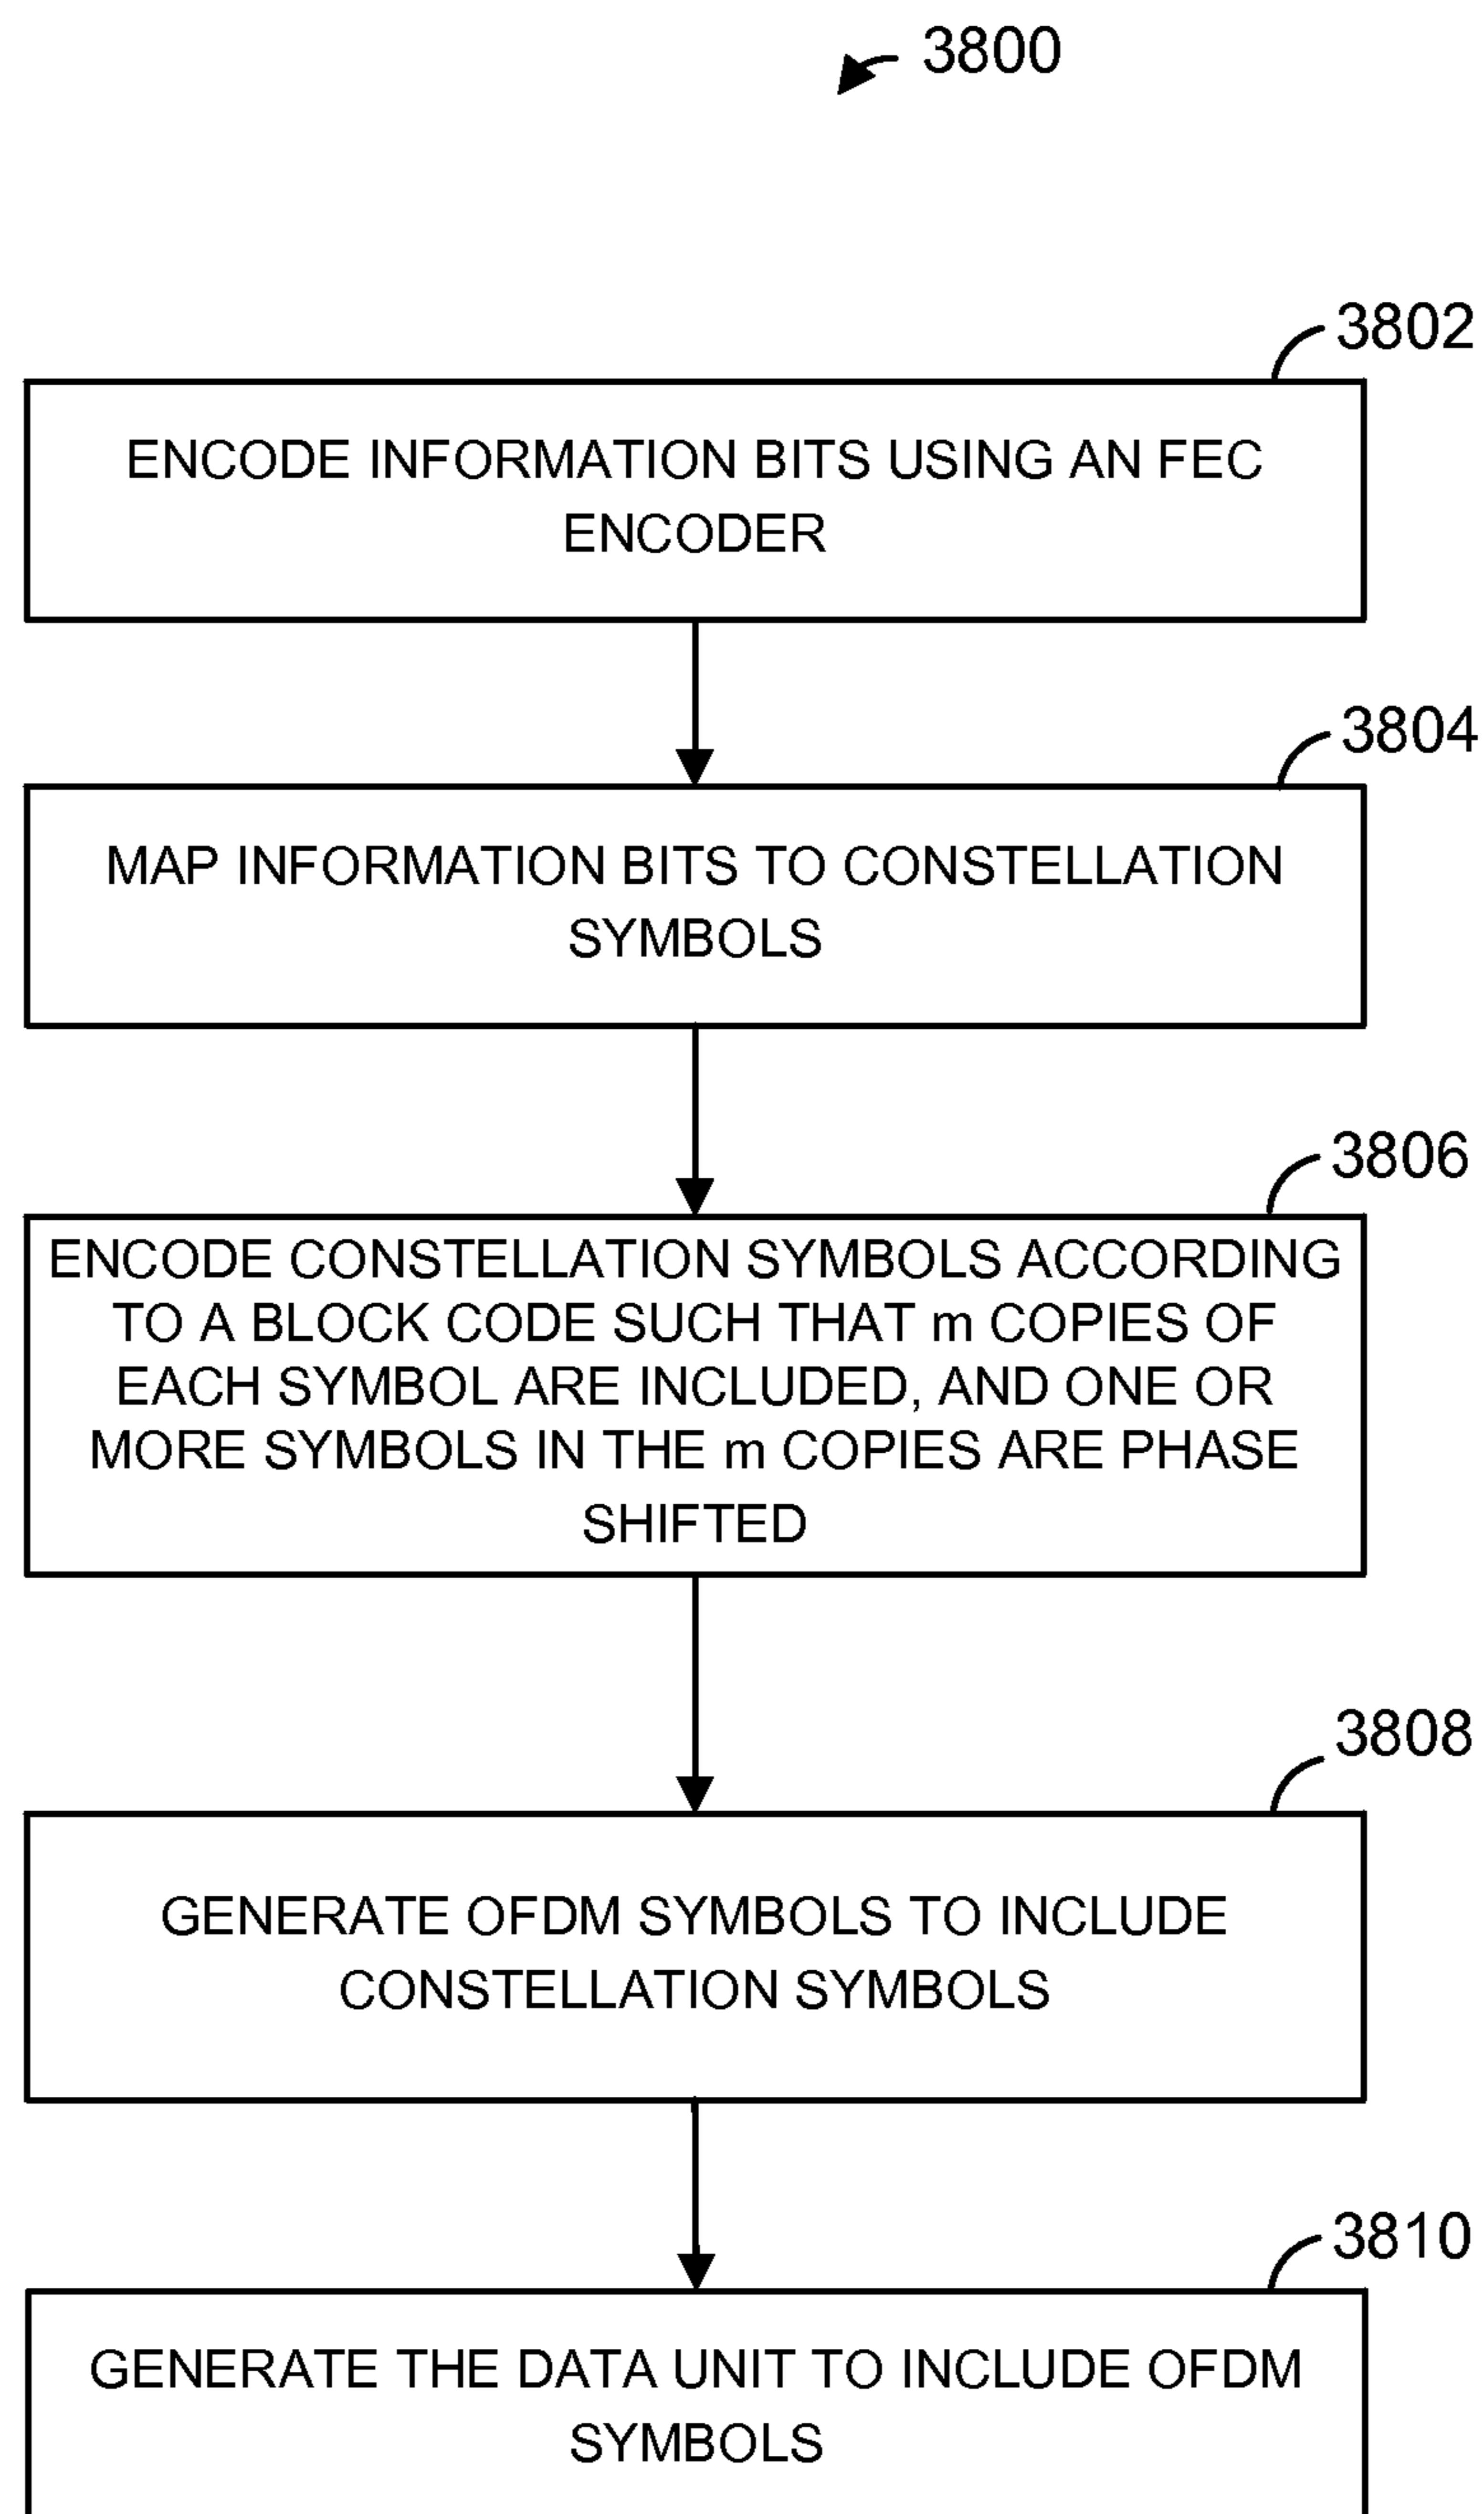 3800
3802
ENCODE INFORMATION BITS USING AN FEC
ENCODER
3804
MAP INFORMATION BITS TO CONSTELLATION
SYMBOLS
3806
ENCODE CONSTELLATION SYMBOLS ACCORDING
TO A BLOCK CODE SUCH THAT m COPIES OF
EACH SYMBOL ARE INCLUDED, AND ONE OR
MORE SYMBOLS IN THE m COPIES ARE PHASE
SHIFTED
3808
GENERATE OFDM SYMBOLS TO INCLUDE
CONSTELLATION SYMBOLS
3810
GENERATE THE DATA UNIT TO INCLUDE OFDM
SYMBOLS